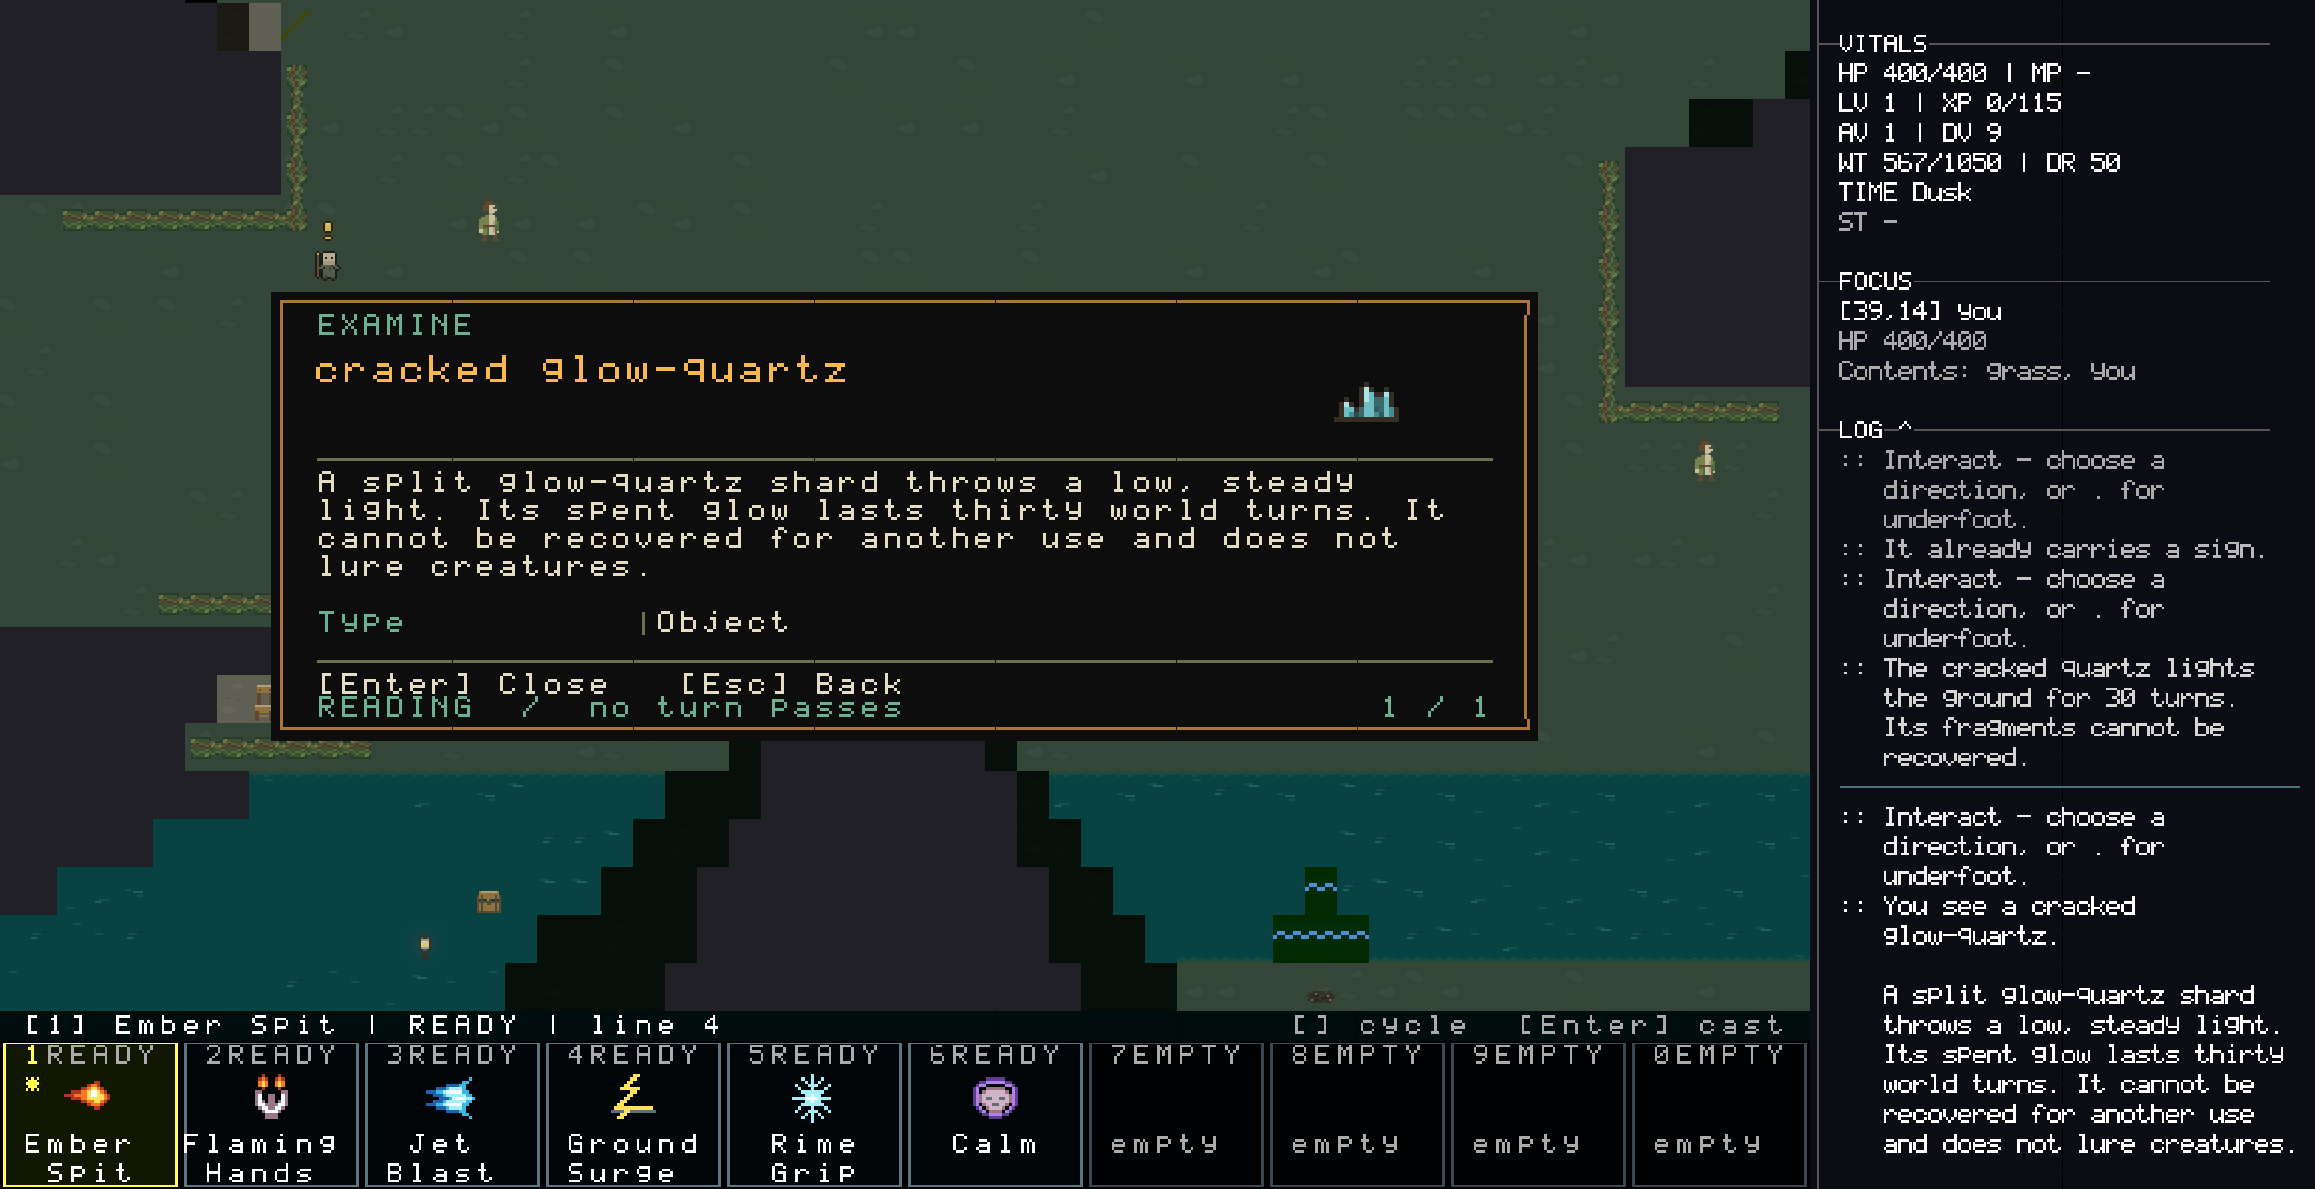 EXAMINE
cracked glow-quartz
A split glow-quartz shard throws a low, steady
light. Its spent glow lasts thirty world turns. It
cannot be recovered for another use and does not
lure creatures.
Type |Object
[Enter] Close [Esc] Back
READING / no turn passes 1 / 1
[1] Ember Spit | READY | line 4 [] cycle [Enter] cast
1READY 2READY 3READY 4READY 5READY 6READY 7EMPTY 8EMPTY 9EMPTY 0EMPTY
Ember Flaming Jet Ground Rime Calm empty empty empty empty
Spit Hands Blast Surge Grip
VITALS
HP 400/400 | MP -
LV 1 | XP 0/115
AV 1 | DV 9
WT 567/1050 | DR 50
TIME Dusk
ST -
FOCUS
[39,14] you
HP 400/400
Contents: grass, you
LOG ^
:: Interact - choose a
direction, or . for
underfoot.
:: It already carries a sign.
:: Interact - choose a
direction, or . for
underfoot.
:: The cracked quartz lights
the ground for 30 turns.
Its fragments cannot be
recovered.
:: Interact - choose a
direction, or . for
underfoot.
:: You see a cracked
glow-quartz.
A split glow-quartz shard
throws a low, steady light.
Its spent glow lasts thirty
world turns. It cannot be
recovered for another use
and does not lure creatures.